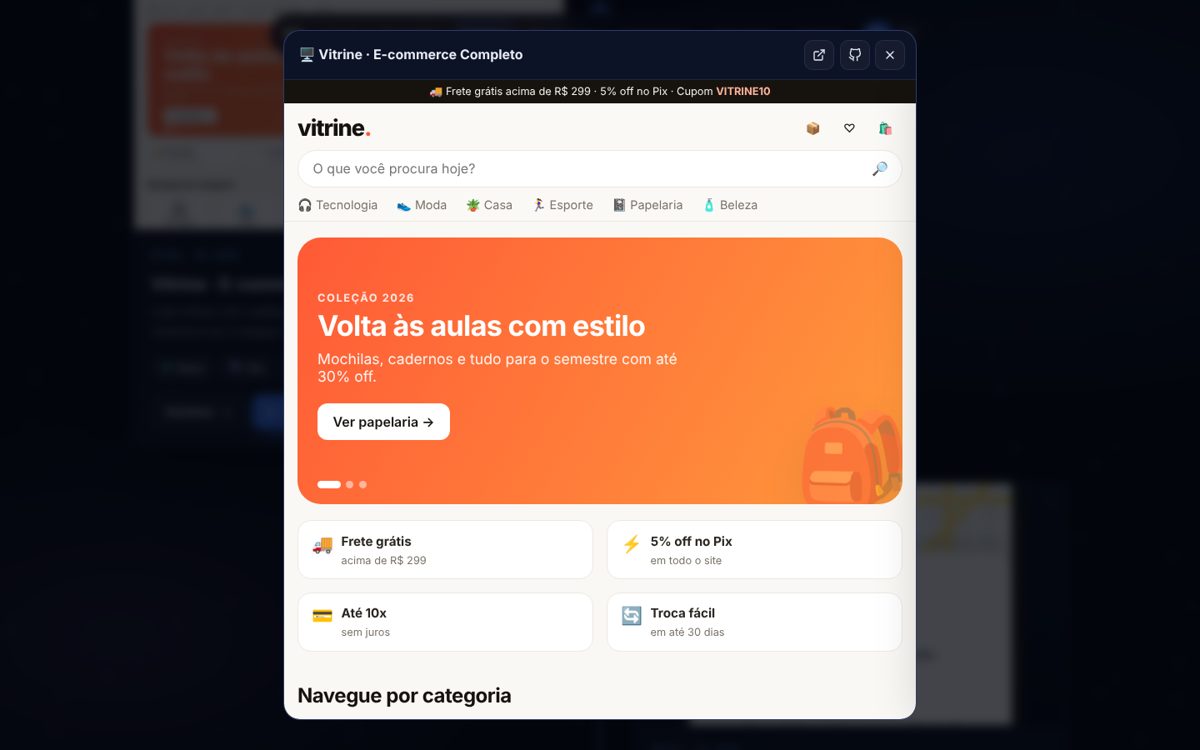 Vitrine · E-commerce Completo
Frete grátis acima de R$ 299 · 5% off no Pix · Cupom VITRINE10
vitrine.
O que você procura hoje?
Tecnologia Moda Casa Esporte Papelaria Beleza
COLEÇÃO 2026
Volta às aulas com estilo
Mochilas, cadernos e tudo para o semestre com até
30% off.
Ver papelaria →
Frete grátis
acima de R$ 299
5% off no Pix
em todo o site
Até 10x
sem juros
Troca fácil
em até 30 dias
Navegue por categoria